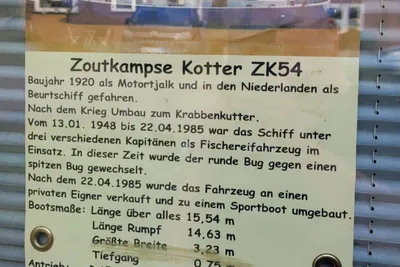 Zoutkampse Kotter ZK54
Baujahr 1920 als Motortjalk und in den Niederlanden als
Beurtschiff gefahren.
Nach dem Krieg Umbau zum Krabbenkutter.
Vom 13.01. 1948 bis 22.04.1985 war das Schiff unter
drei verschiedenen Kapitänen als Fischereifahrzeug im
Einsatz. In dieser Zeit wurde der runde Bug gegen einen
spitzen Bug gewechselt.
Nach dem 22.04.1985 wurde das Fahrzeug an einen
privaten Eigner verkauft und zu einem Sportboot umgebaut.
Bootsmaße: Länge über alles 15,54 m
Länge Rumpf 14,63 m
Größte Breite 3,23 m
Tiefgang 0,75 m